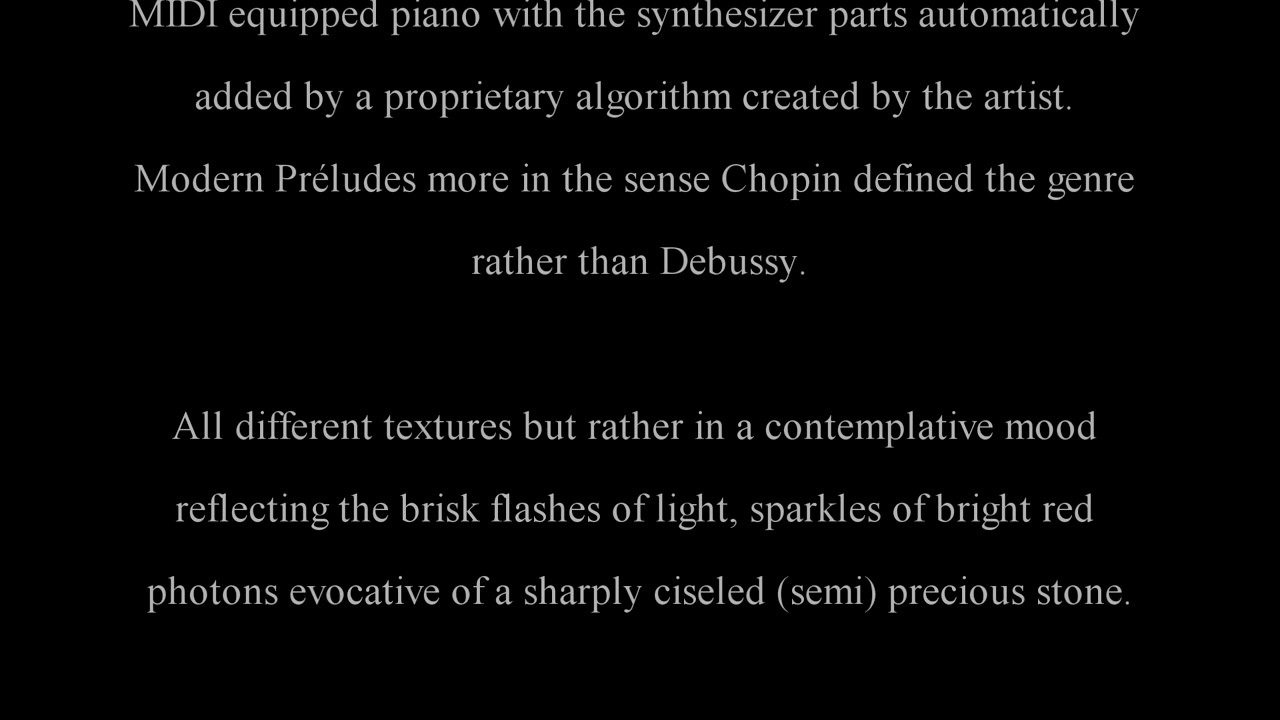 MIDI equipped piano with the synthesizer parts automatically
added by a proprietary algorithm created by the artist.
Modern Préludes more in the sense Chopin defined the genre
rather than Debussy.
All different textures but rather in a contemplative mood
reflecting the brisk flashes of light, sparkles of bright red
photons evocative of a sharply ciseled (semi) precious stone.